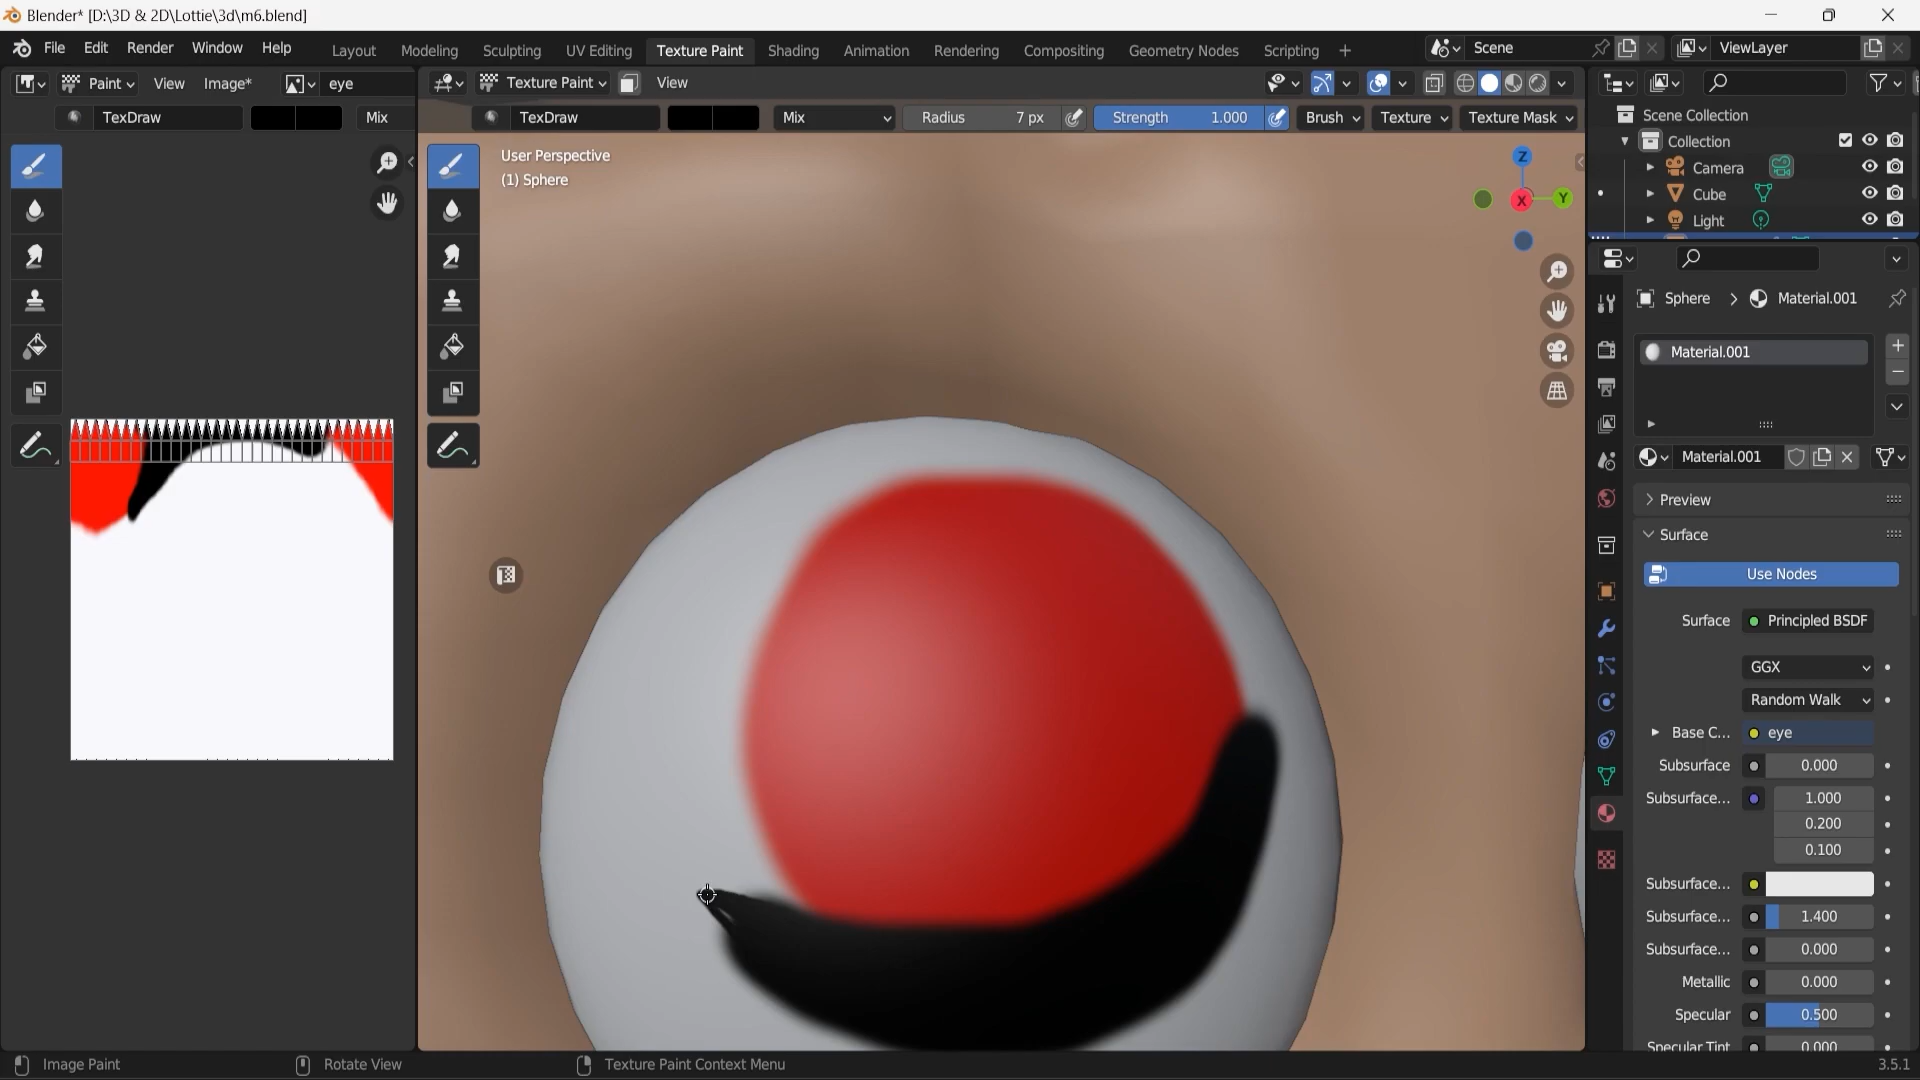 Blender* [D:\3D & 2D\Lottie\3d\m6.blend]
File Edit Render Window Help Layout Modeling Sculpting UV Editing Texture Paint Shading Animation Rendering Compositing Geometry Nodes Scripting + Scene ViewLayer
Paint View Image* eye Texture Paint View
TexDraw Mix TexDraw Mix Radius 7 px Strength 1.000 Brush Texture Texture Mask
User Perspective
(1) Sphere
Z
X
Y
Scene Collection
Collection
Camera
Cube
Light
Sphere > Material.001
Material.001
Material.001
Preview
Surface
Use Nodes
Surface Principled BSDF
GGX
Random Walk
Base C... eye
Subsurface 0.000
Subsurface... 1.000
0.200
0.100
Subsurface...
Subsurface... 1.400
Subsurface... 0.000
Metallic 0.000
Specular 0.500
Specular Tint 0.000
Image Paint Rotate View Texture Paint Context Menu 3.5.1